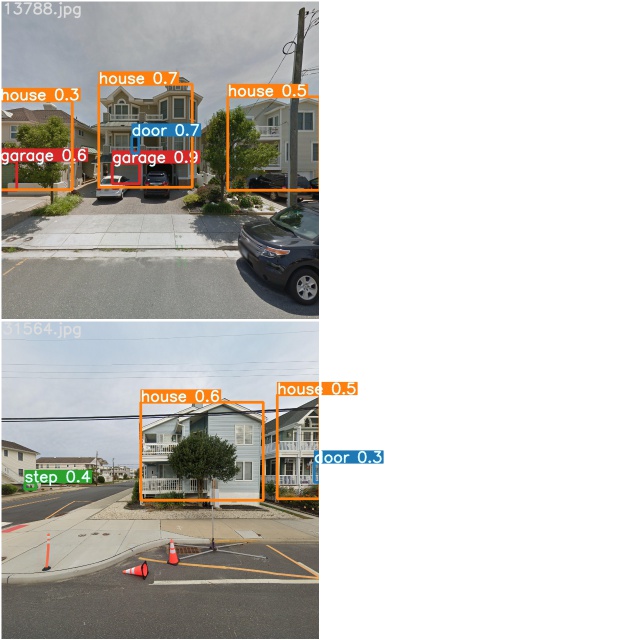 13788.jpg
house 0.7
house 0.3
house 0.5
door 0.7
garage 0.6
garage 0.9
31564.jpg
house 0.5
house 0.6
door 0.3
step 0.4